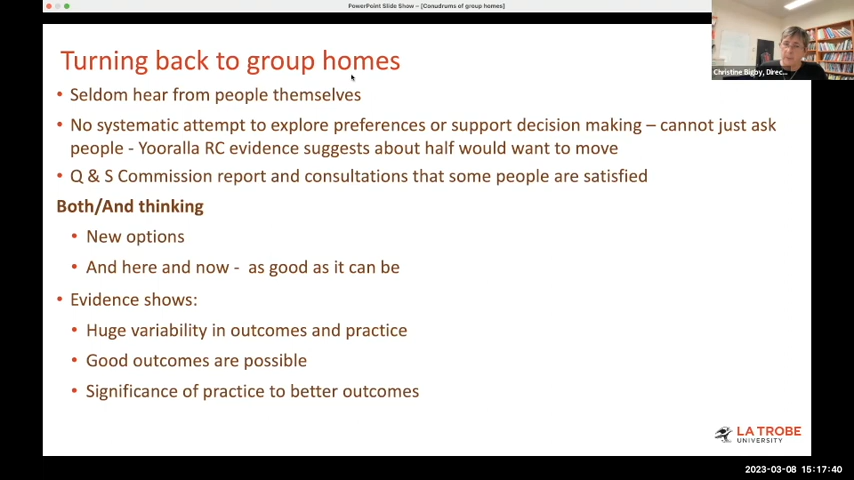 PowerPoint Slide Show – [Conudrums of group homes]
Christine Bigby, Direc...
Turning back to group homes
• Seldom hear from people themselves
• No systematic attempt to explore preferences or support decision making – cannot just ask
people - Yooralla RC evidence suggests about half would want to move
• Q & S Commission report and consultations that some people are satisfied
Both/And thinking
• New options
• And here and now - as good as it can be
• Evidence shows:
• Huge variability in outcomes and practice
• Good outcomes are possible
• Significance of practice to better outcomes
LA TROBE
UNIVERSITY
2023-03-08 15:17:40